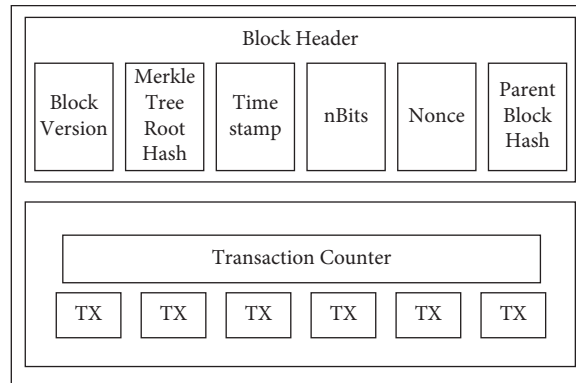 Block Header
Block
Version
Merkle
Tree
Root
Hash
Time
stamp
nBits
Nonce
Parent
Block
Hash
Transaction Counter
TX
TX
TX
TX
TX
TX